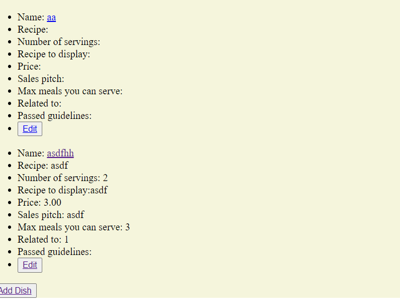 Name: aa
Recipe:
Number of servings:
Recipe to display:
Price:
Sales pitch:
Max meals you can serve:
Related to:
Passed guidelines:
Edit
Name: asdfhh
Recipe: asdf
Number of servings: 2
Recipe to display:asdf
Price: 3.00
Sales pitch: asdf
Max meals you can serve: 3
Related to: 1
Passed guidelines:
Edit
Add Dish